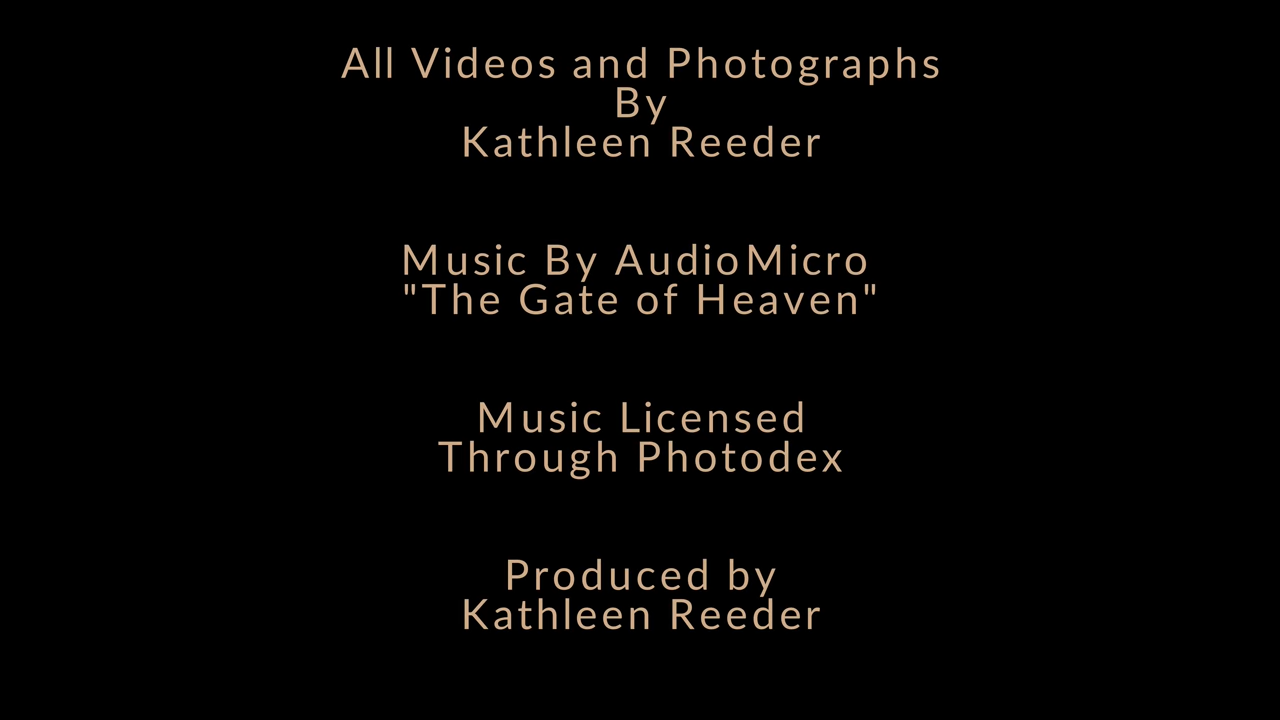 All Videos and Photographs
By
Kathleen Reeder
Music By AudioMicro
"The Gate of Heaven"
Music Licensed
Through Photodex
Produced by
Kathleen Reeder